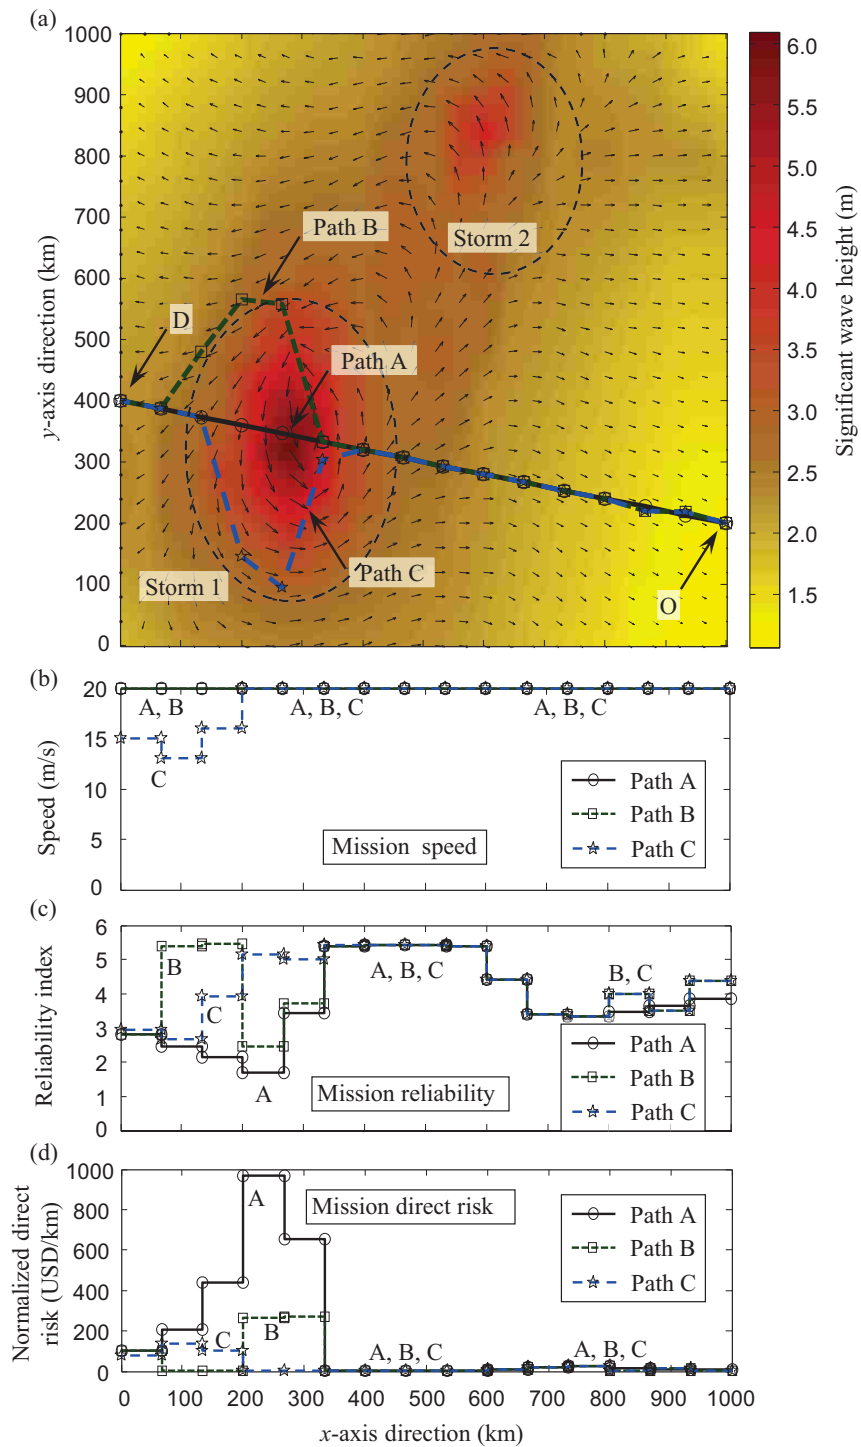 (a)
1000
900
800
700
600
500
400
300
200
100
0
y-axis direction (km)
Path B
D
Path A
Storm 2
Path C
Storm 1
O
6.0
5.5
5.0
4.5
4.0
3.5
3.0
2.5
2.0
1.5
Significant wave height (m)
(b)
20
15
10
5
0
Speed (m/s)
A, B
A, B, C
A, B, C
C
Mission speed
Path A
Path B
Path C
(c)
6
5
4
3
2
1
0
Reliability index
B
C
A
A, B, C
B, C
Mission reliability
Path A
Path B
Path C
(d)
1000
800
600
400
200
0
Normalized direct
risk (USD/km)
A
C
B
A, B, C
A, B, C
Mission direct risk
Path A
Path B
Path C
0
100
200
300
400
500
600
700
800
900
1000
x-axis direction (km)